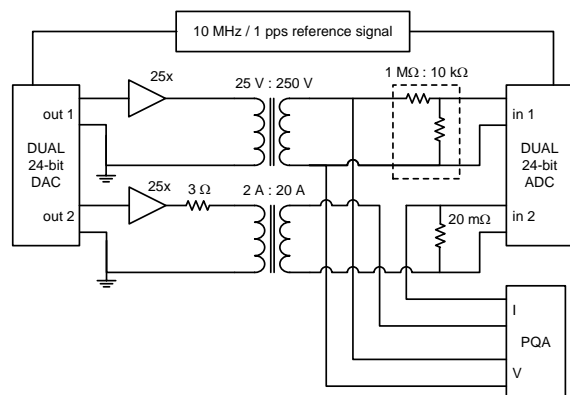 10 MHz / 1 pps reference signal
25x
25 V : 250 V
1 MΩ : 10 kΩ
out 1
in 1
DUAL
24-bit
DAC
DUAL
24-bit
ADC
25x
3 Ω
2 A : 20 A
out 2
in 2
20 mΩ
I
PQA
V